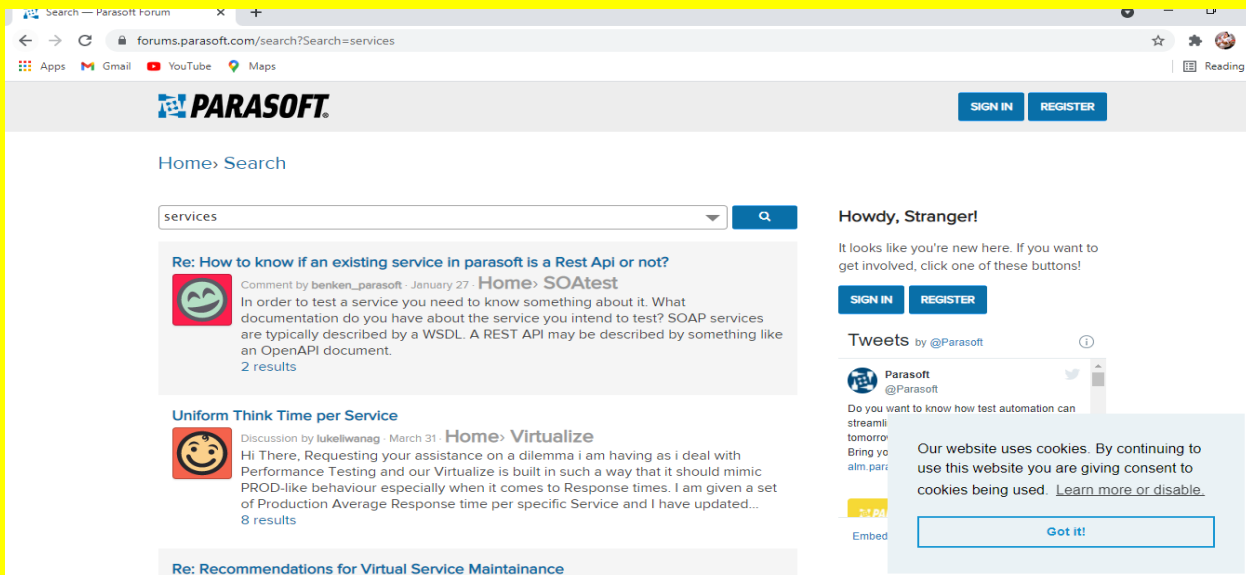 Search — Parasoft Forum
forums.parasoft.com/search?Search=services
Apps Gmail YouTube Maps Reading
PARASOFT.
SIGN IN REGISTER
Home› Search
services
Re: How to know if an existing service in parasoft is a Rest Api or not?
Comment by benken_parasoft · January 27 · Home› SOAtest
In order to test a service you need to know something about it. What
documentation do you have about the service you intend to test? SOAP services
are typically described by a WSDL. A REST API may be described by something like
an OpenAPI document.
2 results
Uniform Think Time per Service
Discussion by lukeliwanag · March 31 · Home› Virtualize
Hi There, Requesting your assistance on a dilemma i am having as i deal with
Performance Testing and our Virtualize is built in such a way that it should mimic
PROD-like behaviour especially when it comes to Response times. I am given a set
of Production Average Response time per specific Service and I have updated...
8 results
Re: Recommendations for Virtual Service Maintainance
Howdy, Stranger!
It looks like you're new here. If you want to
get involved, click one of these buttons!
SIGN IN REGISTER
Tweets by @Parasoft
Parasoft
@Parasoft
Do you want to know how test automation can
streamli
tomorrov
Bring yo
alm.para
Embed
Our website uses cookies. By continuing to
use this website you are giving consent to
cookies being used. Learn more or disable.
Got it!